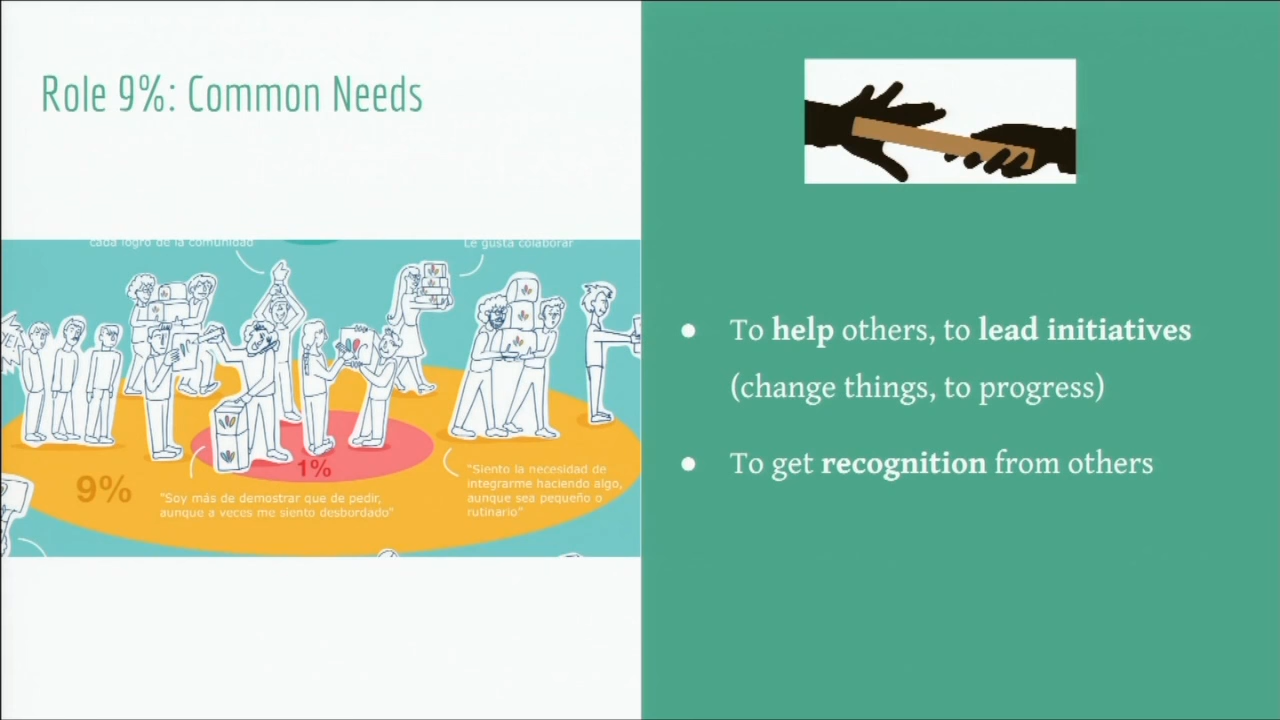 Role 9%: Common Needs
cada logro de la comunidad
Le gusta colaborar
1%
9%
"Siento la necesidad de
integrarme haciendo algo,
aunque sea pequeño o
rutinario"
"Soy más de demostrar que de pedir,
aunque a veces me siento desbordado"
● To help others, to lead initiatives
(change things, to progress)
● To get recognition from others